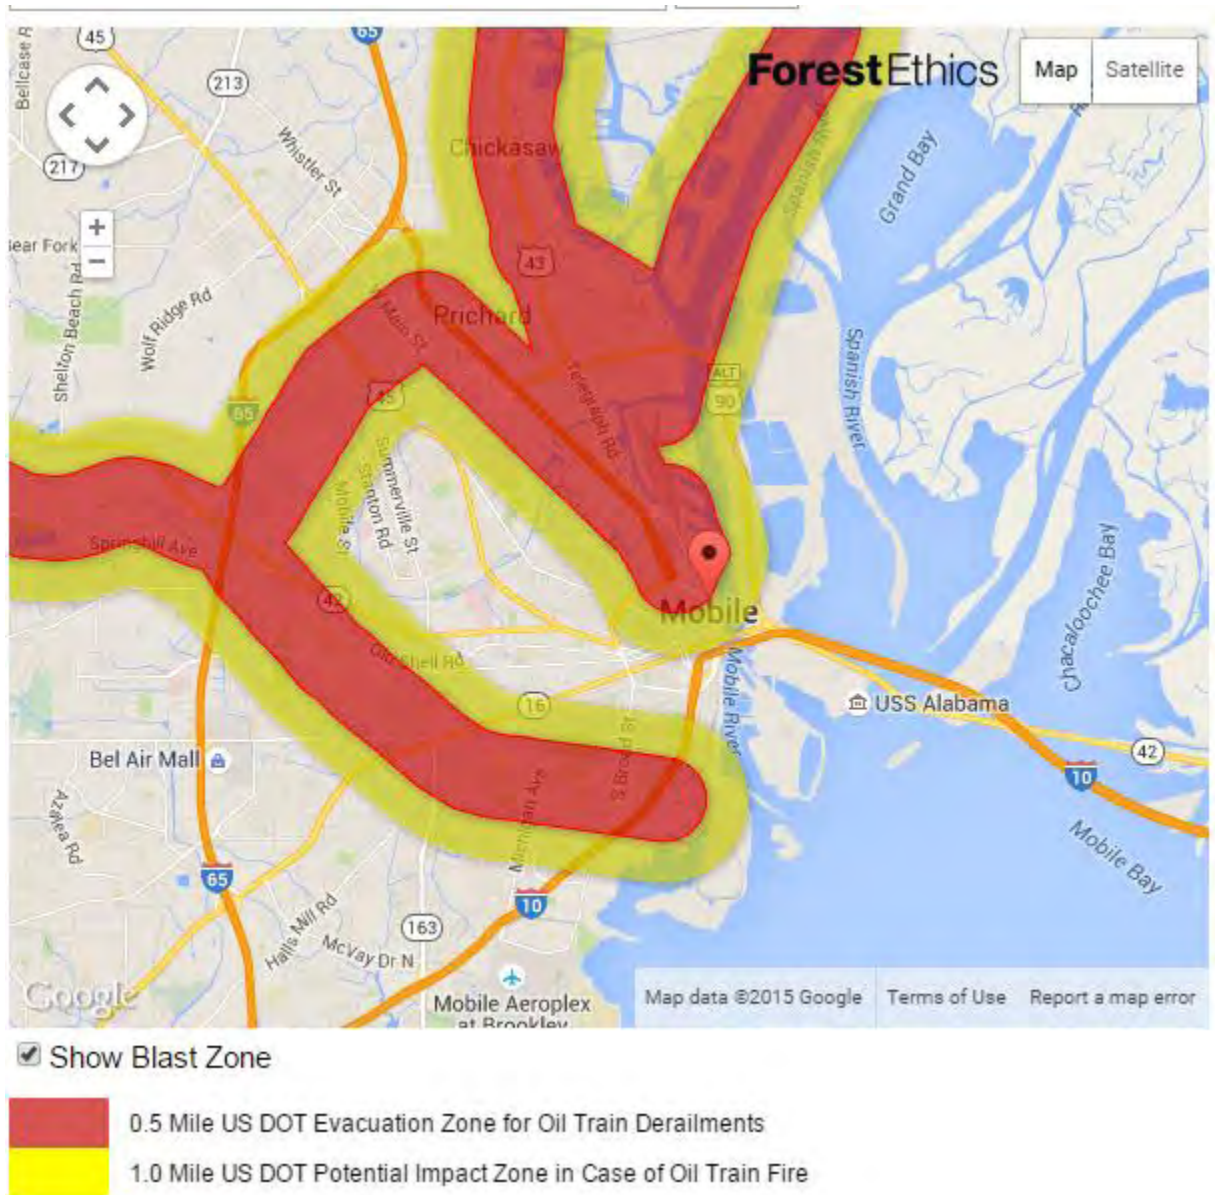 45
65
Bellcase R
213
ForestEthics
Map
Satellite
Whistler St
Chickasaw
217
Grand Bay
+
−
ear Fork
43
Shelton Beach Rd
Wolf Ridge Rd
Prichard
Main St
Telegraph Rd
Spanish River
ALT
90
45
65
Summerville St
Stanton Rd
Mobile St
Springhill Ave
42
Mobile
Chacaloochee Bay
Old Shell Rd
16
Mobile River
USS Alabama
S Broad St
42
Bel Air Mall
10
Azalea Rd
Michigan Ave
Mobile Bay
65
10
Halls Mill Rd
163
McVay Dr N
Google
Mobile Aeroplex
at Brookley
Map data ©2015 Google
Terms of Use
Report a map error
Show Blast Zone
0.5 Mile US DOT Evacuation Zone for Oil Train Derailments
1.0 Mile US DOT Potential Impact Zone in Case of Oil Train Fire